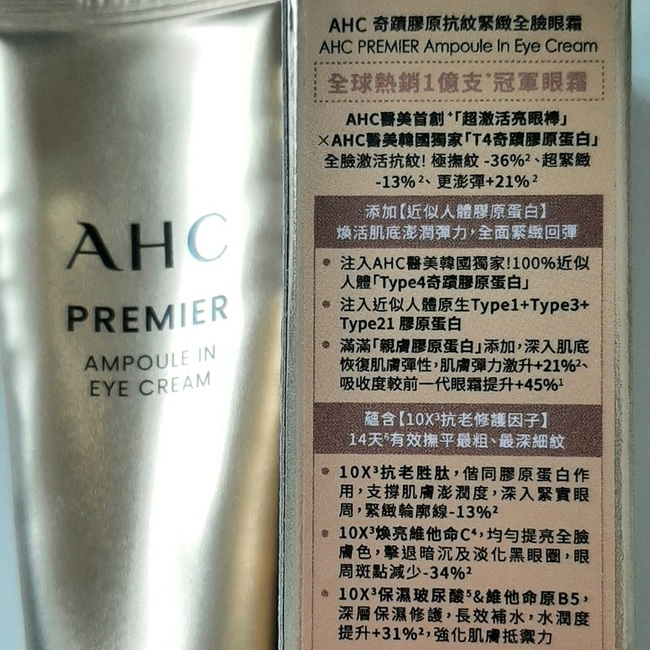 AHC
PREMIER
AMPOULE IN
EYE CREAM
AHC 奇蹟膠原抗紋緊緻全臉眼霜
AHC PREMIER Ampoule In Eye Cream
全球熱銷1億支*冠軍眼霜
AHC醫美首創⁺「超激活亮眼棒」
×AHC醫美韓國獨家「T4奇蹟膠原蛋白」
全臉激活抗紋! 極撫紋 -36%²、超緊緻
-13%²、更澎彈+21%²
添加【近似人體膠原蛋白】
煥活肌底澎潤彈力，全面緊緻回彈
• 注入AHC醫美韓國獨家!100%近似
人體「Type4奇蹟膠原蛋白」
• 注入近似人體原生Type1+Type3+
Type21 膠原蛋白
• 滿滿「親膚膠原蛋白」添加，深入肌底
恢復肌膚彈性，肌膚彈力激升+21%²、
吸收度較前一代眼霜提升+45%¹
蘊含【10X³抗老修護因子】
14天⁶有效撫平最粗、最深細紋
• 10X³抗老胜肽，偕同膠原蛋白作
用，支撐肌膚澎潤度，深入緊實眼
周，緊緻輪廓線-13%²
• 10X³煥亮維他命C⁴，均勻提亮全臉
膚色，擊退暗沉及淡化黑眼圈，眼
周斑點減少-34%²
• 10X³保濕玻尿酸⁵&維他命原B5，
深層保濕修護，長效補水，水潤度
提升+31%²，強化肌膚抵禦力